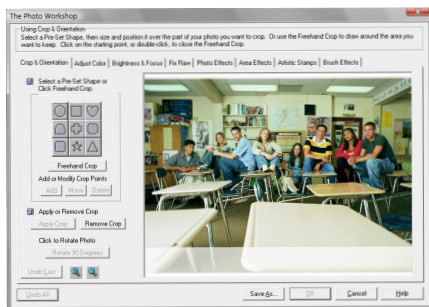 The Photo Workshop
Using Crop & Orientation
Select a Pre-Set Shape, then size and position it over the part of your photo you want to crop. Or use the Freehand Crop to draw around the area you
want to keep. Click on the starting point, or double-click, to close the Freehand Crop.
Crop & Orientation Adjust Color Brightness & Focus Fix Flaw Photo Effects Area Effects Artistic Stamps Brush Effects
1 Select a Pre-Set Shape or
Click Freehand Crop
Freehand Crop
Add or Modify Crop Points
Add Move Delete
2 Apply or Remove Crop
Apply Crop Remove Crop
Click to Rotate Photo
Rotate 90 Degrees
Undo Last
Undo All Save As... OK Cancel Help